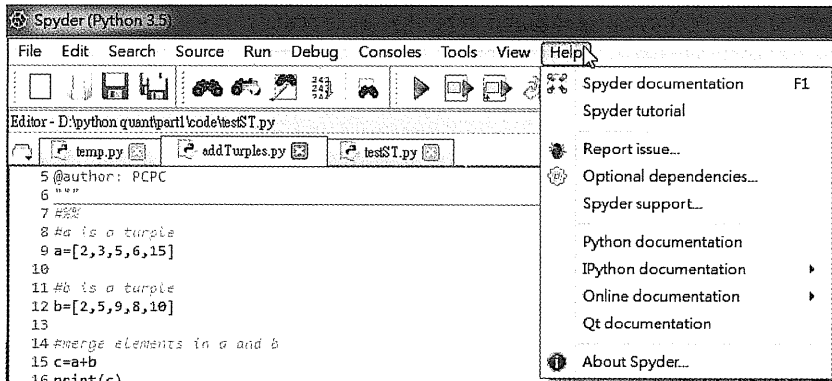 Spyder (Python 3.5)
File Edit Search Source Run Debug Consoles Tools View Help
Editor - D:\python quant\part1\code\testST.py
temp.py addTurples.py testST.py
5 @author: PCPC
6 """
7 #%%
8 #a is a turple
9 a=[2,3,5,6,15]
10
11 #b is a turple
12 b=[2,5,9,8,10]
13
14 #merge elements in a and b
15 c=a+b
16 print(c)
Spyder documentation F1
Spyder tutorial
Report issue...
Optional dependencies...
Spyder support...
Python documentation
IPython documentation
Online documentation
Qt documentation
About Spyder...